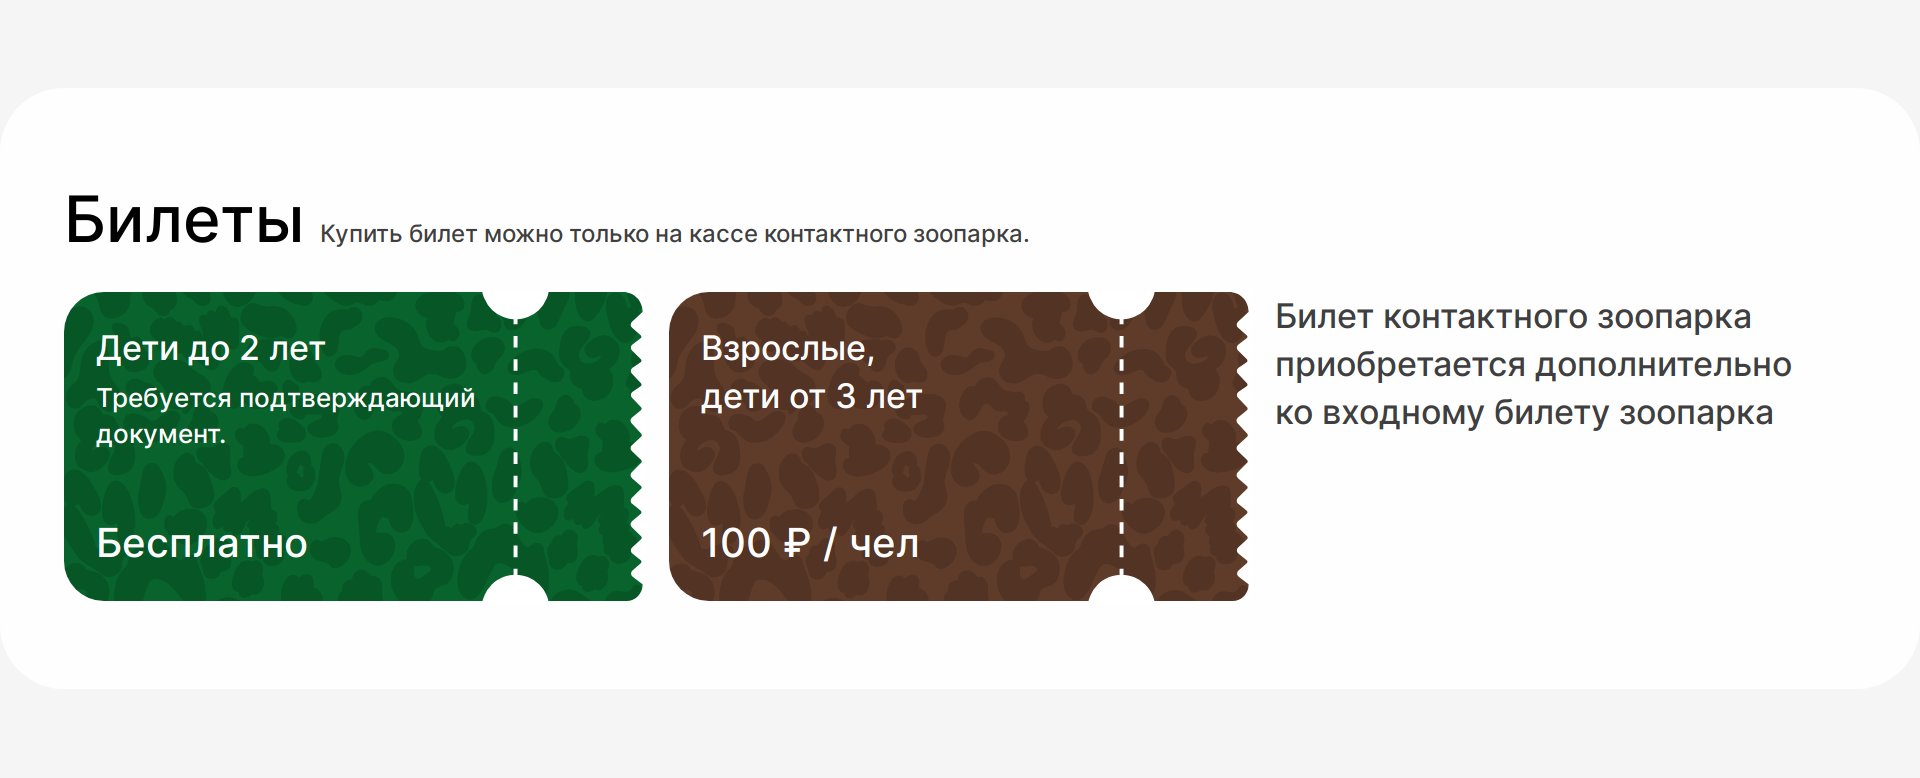 Билеты Купить билет можно только на кассе контактного зоопарка.
Дети до 2 лет
Требуется подтверждающий
документ.
Бесплатно
Взрослые,
дети от 3 лет
100 ₽ / чел
Билет контактного зоопарка
приобретается дополнительно
ко входному билету зоопарка